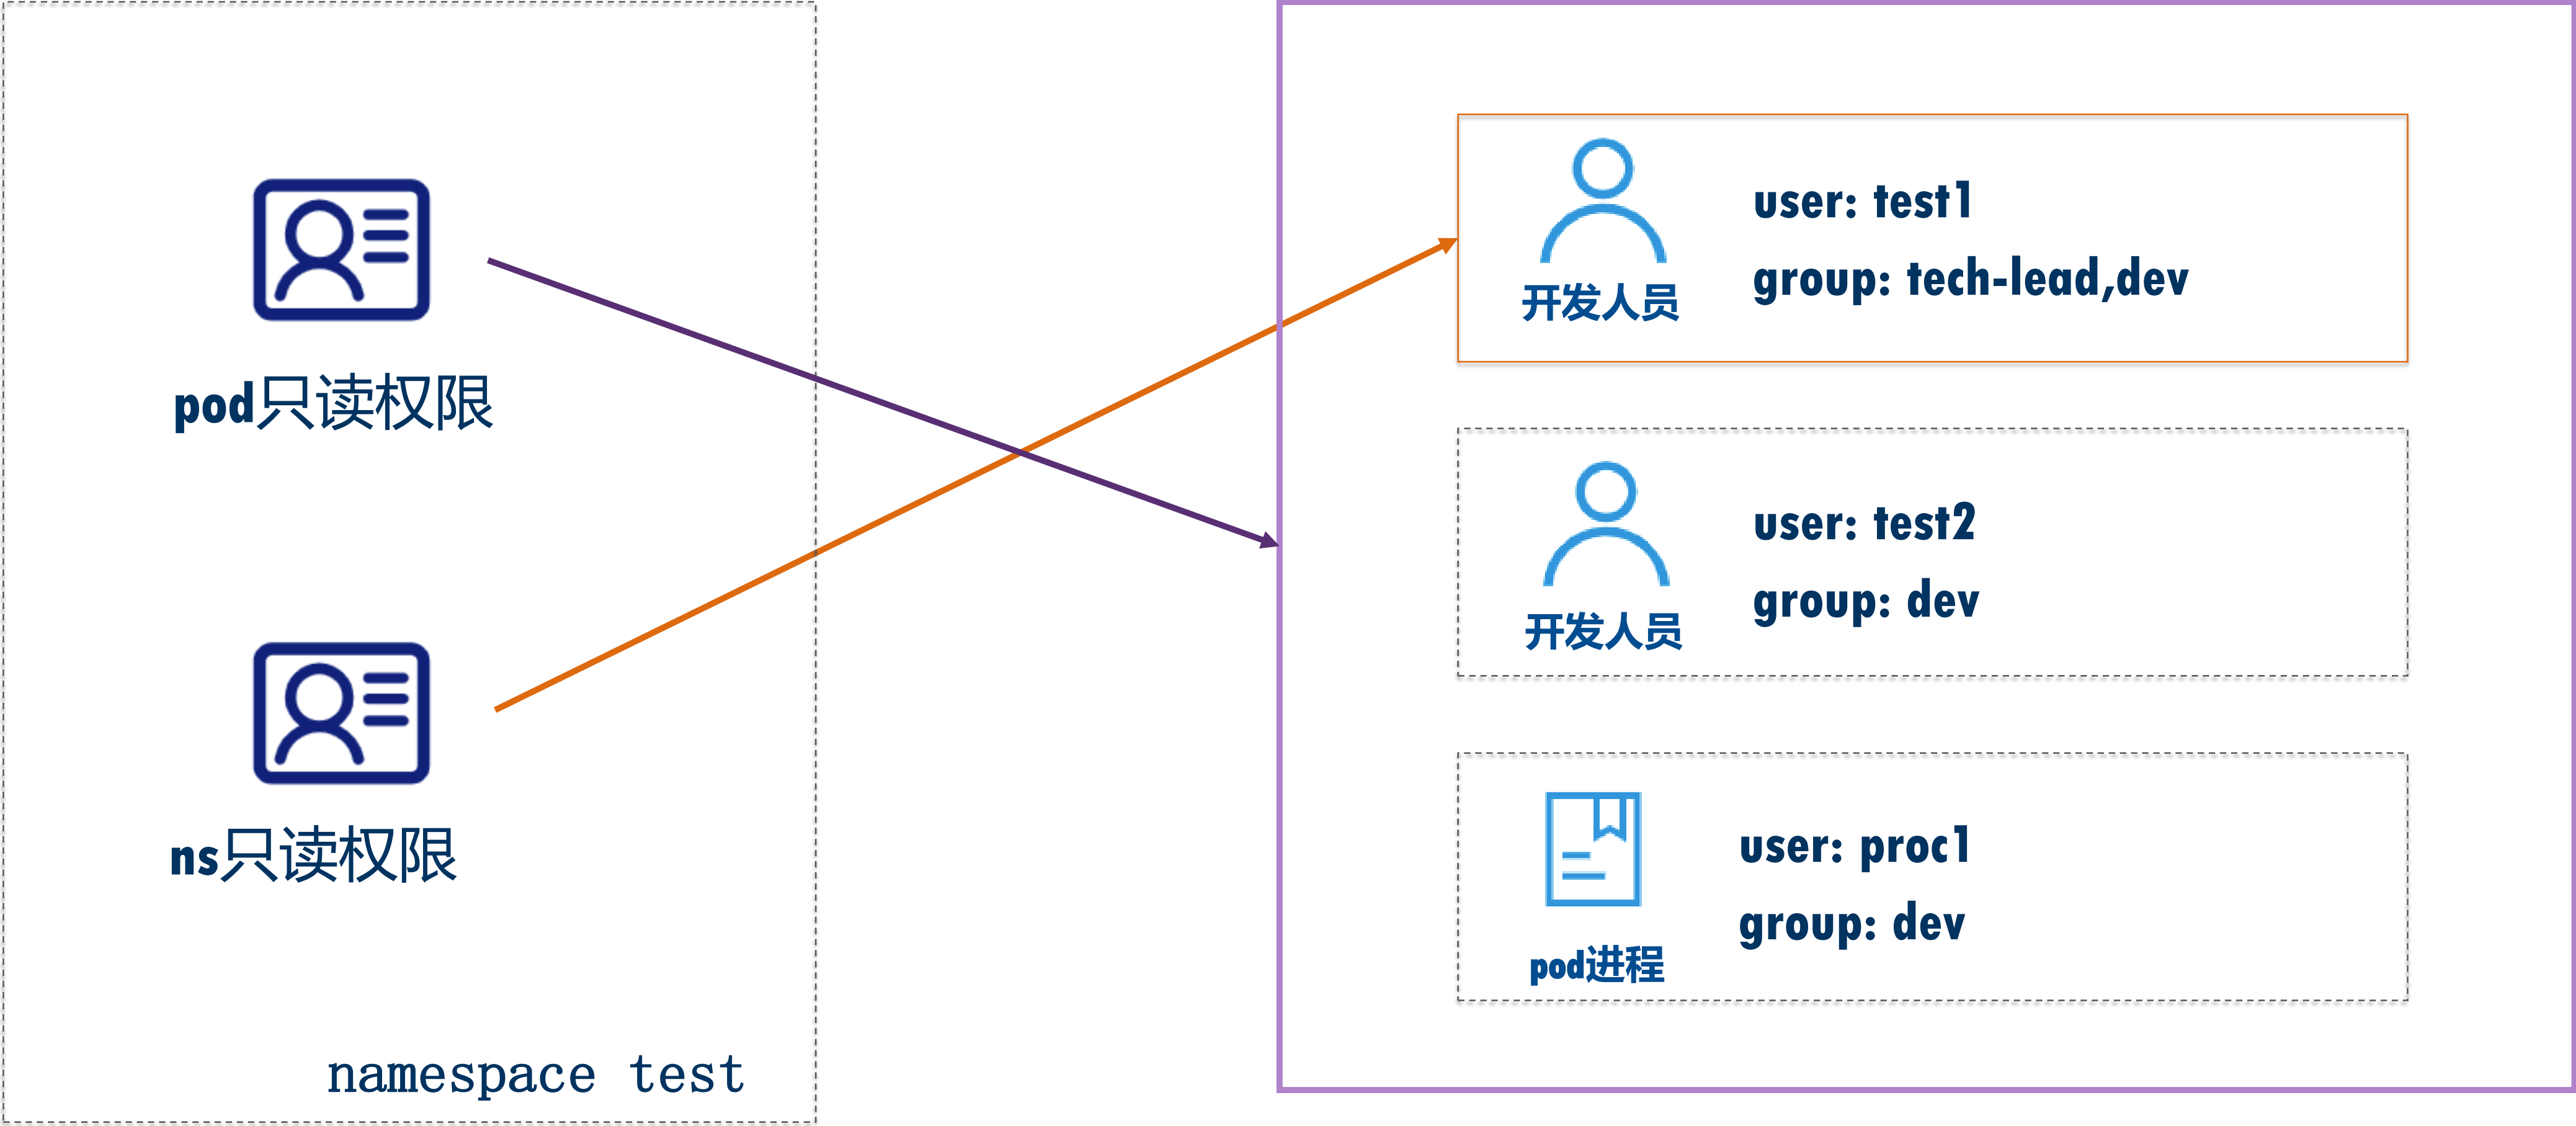 pod只读权限
ns只读权限
namespace test
user: test1
group: tech-lead,dev
开发人员
user: test2
group: dev
开发人员
user: proc1
group: dev
pod进程